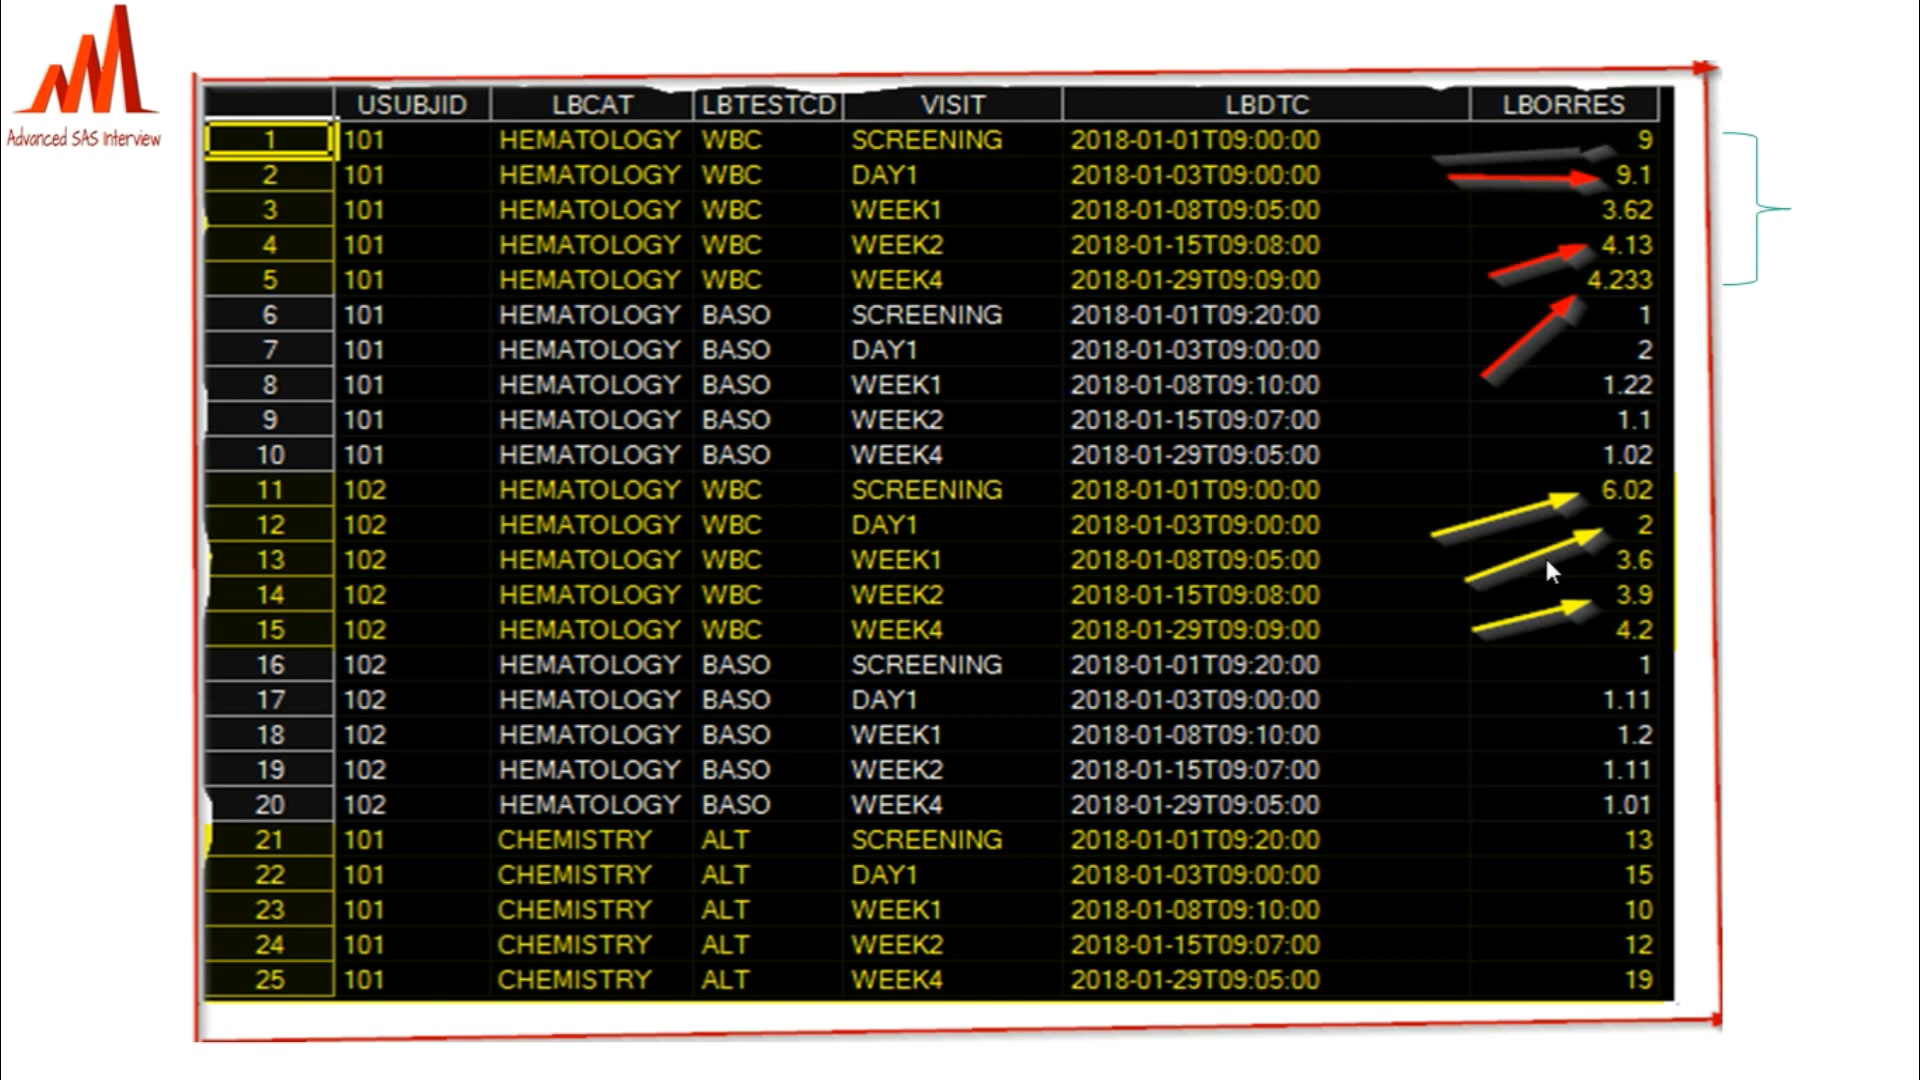 Advanced SAS Interview
USUBJID LBCAT LBTESTCD VISIT LBDTC LBORRES
1 101 HEMATOLOGY WBC SCREENING 2018-01-01T09:00:00 9
2 101 HEMATOLOGY WBC DAY1 2018-01-03T09:00:00 9.1
3 101 HEMATOLOGY WBC WEEK1 2018-01-08T09:05:00 3.62
4 101 HEMATOLOGY WBC WEEK2 2018-01-15T09:08:00 4.13
5 101 HEMATOLOGY WBC WEEK4 2018-01-29T09:09:00 4.233
6 101 HEMATOLOGY BASO SCREENING 2018-01-01T09:20:00 1
7 101 HEMATOLOGY BASO DAY1 2018-01-03T09:00:00 2
8 101 HEMATOLOGY BASO WEEK1 2018-01-08T09:10:00 1.22
9 101 HEMATOLOGY BASO WEEK2 2018-01-15T09:07:00 1.1
10 101 HEMATOLOGY BASO WEEK4 2018-01-29T09:05:00 1.02
11 102 HEMATOLOGY WBC SCREENING 2018-01-01T09:00:00 6.02
12 102 HEMATOLOGY WBC DAY1 2018-01-03T09:00:00 2
13 102 HEMATOLOGY WBC WEEK1 2018-01-08T09:05:00 3.6
14 102 HEMATOLOGY WBC WEEK2 2018-01-15T09:08:00 3.9
15 102 HEMATOLOGY WBC WEEK4 2018-01-29T09:09:00 4.2
16 102 HEMATOLOGY BASO SCREENING 2018-01-01T09:20:00 1
17 102 HEMATOLOGY BASO DAY1 2018-01-03T09:00:00 1.11
18 102 HEMATOLOGY BASO WEEK1 2018-01-08T09:10:00 1.2
19 102 HEMATOLOGY BASO WEEK2 2018-01-15T09:07:00 1.11
20 102 HEMATOLOGY BASO WEEK4 2018-01-29T09:05:00 1.01
21 101 CHEMISTRY ALT SCREENING 2018-01-01T09:20:00 13
22 101 CHEMISTRY ALT DAY1 2018-01-03T09:00:00 15
23 101 CHEMISTRY ALT WEEK1 2018-01-08T09:10:00 10
24 101 CHEMISTRY ALT WEEK2 2018-01-15T09:07:00 12
25 101 CHEMISTRY ALT WEEK4 2018-01-29T09:05:00 19